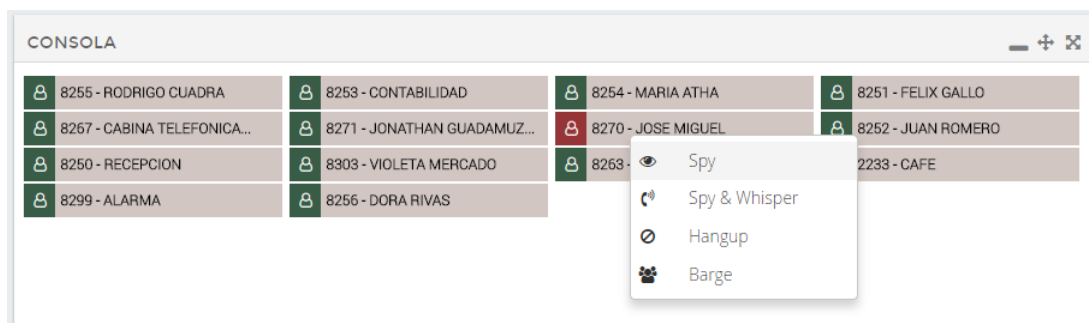 CONSOLA
8255 - RODRIGO CUADRA
8253 - CONTABILIDAD
8254 - MARIA ATHA
8251 - FELIX GALLO
8267 - CABINA TELEFONICA...
8271 - JONATHAN GUADAMUZ...
8270 - JOSE MIGUEL
8252 - JUAN ROMERO
8250 - RECEPCION
8303 - VIOLETA MERCADO
8263 -
2233 - CAFE
8299 - ALARMA
8256 - DORA RIVAS
Spy
Spy & Whisper
Hangup
Barge